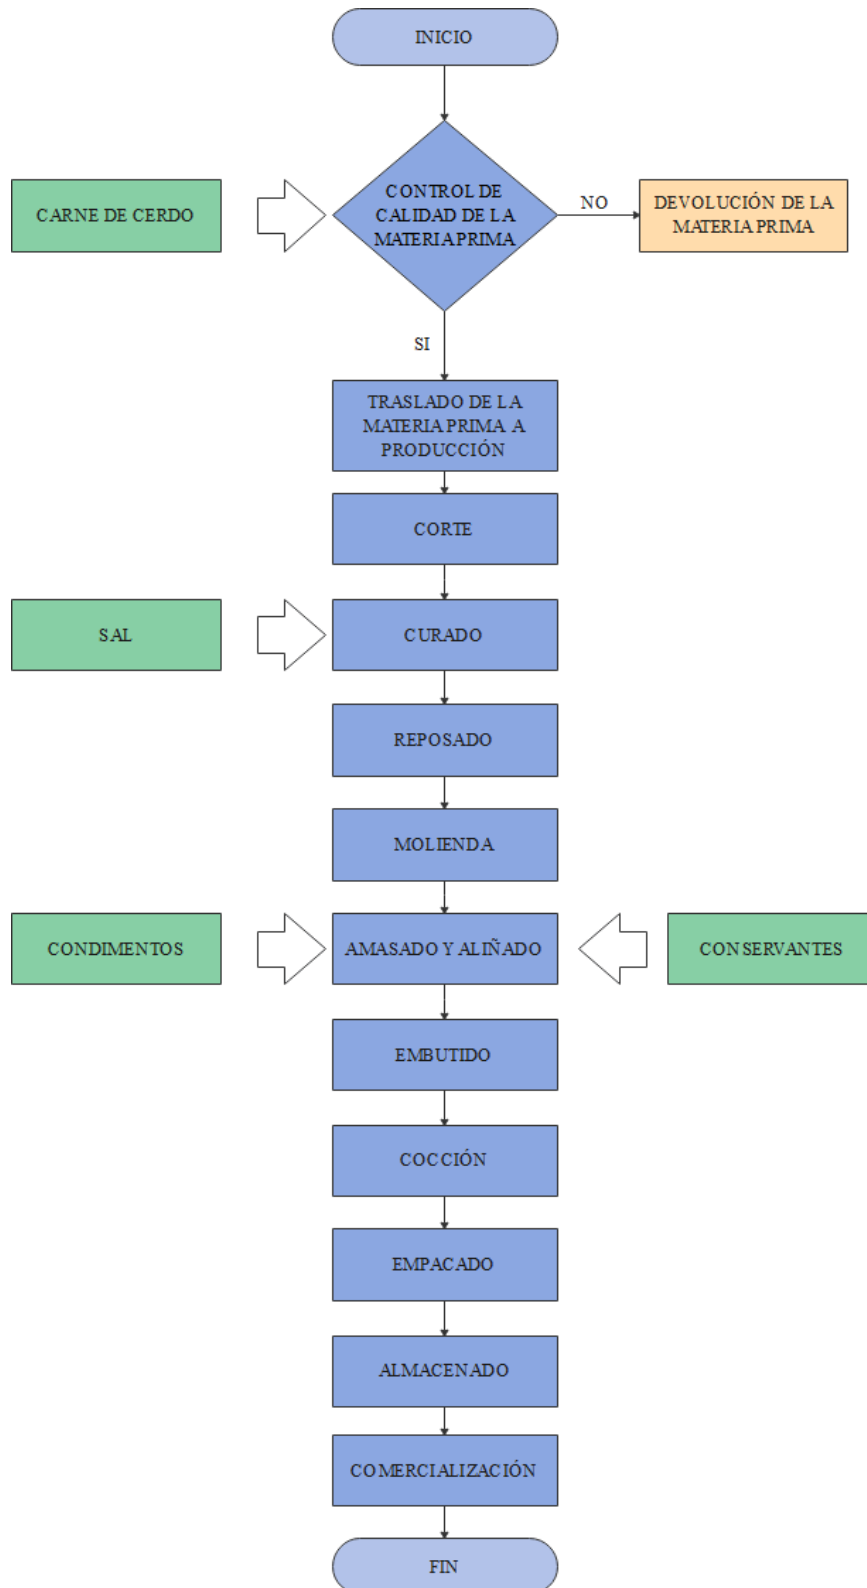 INICIO
CARNE DE CERDO
CONTROL DE
CALIDAD DE LA
MATERIA PRIMA
NO
DEVOLUCIÓN DE LA
MATERIA PRIMA
SI
TRASLADO DE LA
MATERIA PRIMA A
PRODUCCIÓN
CORTE
SAL
CURADO
REPOSADO
MOLIENDA
CONDIMENTOS
AMASADO Y ALIÑADO
CONSERVANTES
EMBUTIDO
COCCIÓN
EMPACADO
ALMACENADO
COMERCIALIZACIÓN
FIN